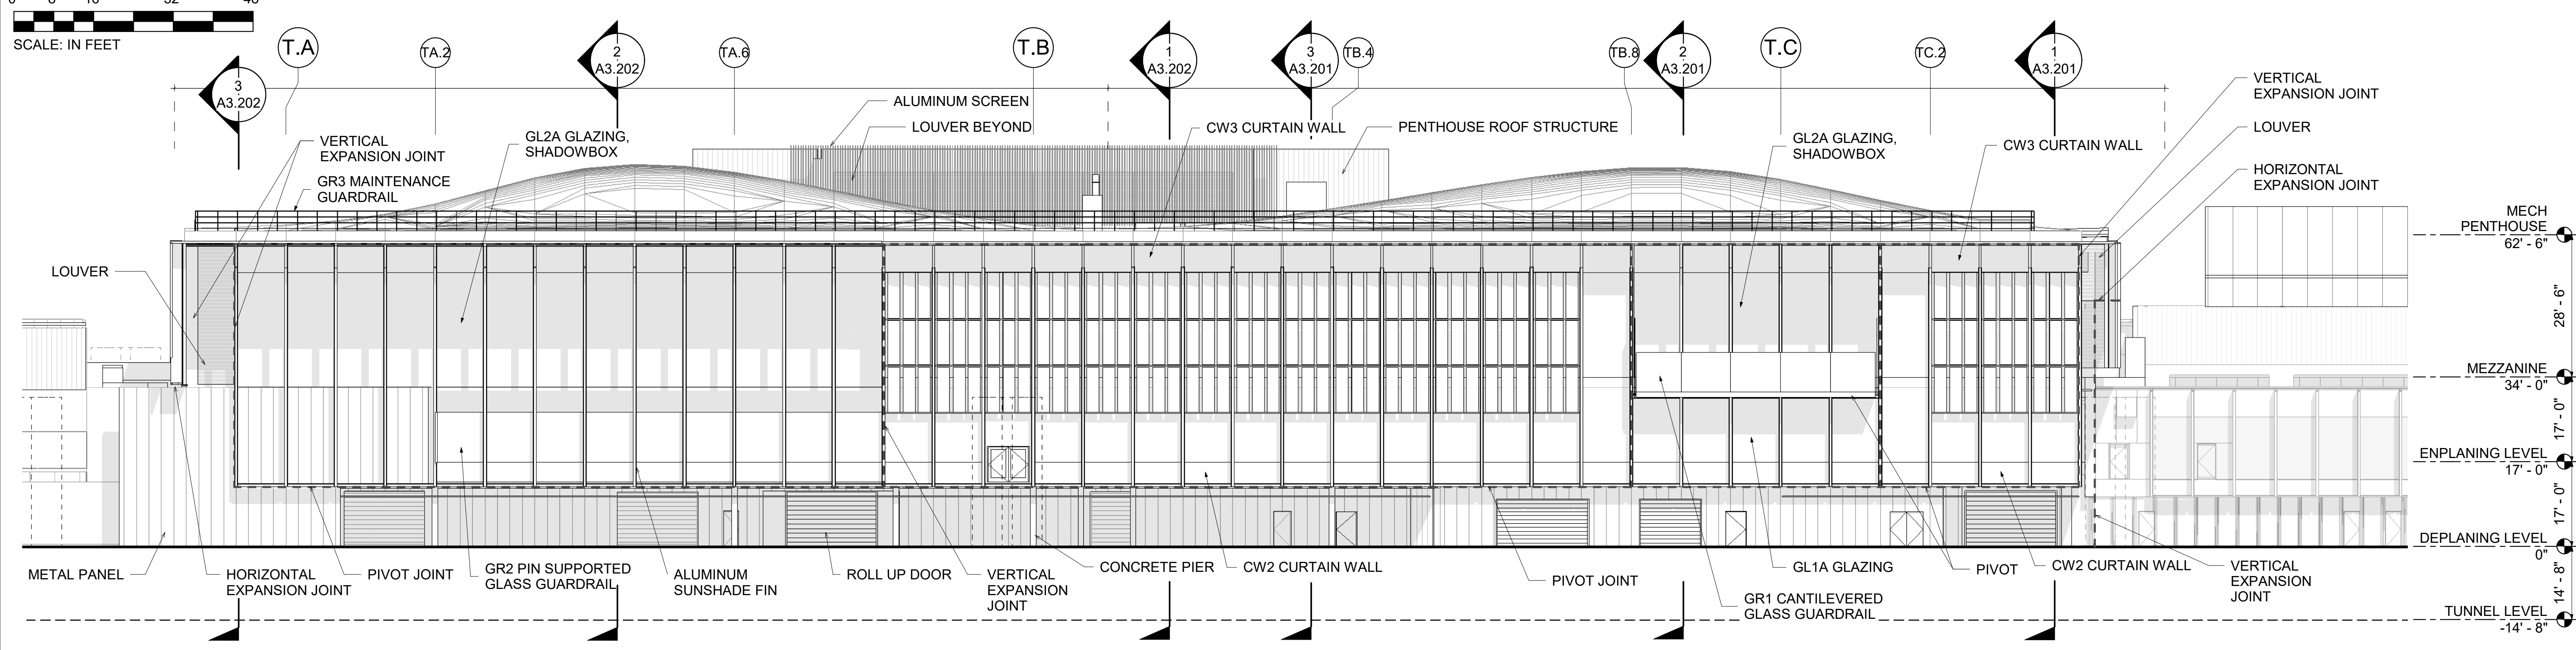 0 8 16 32 48
SCALE: IN FEET
T.A
TA.2
TA.6
T.B
TB.4
TB.8
T.C
TC.2
3
A3.202
2
A3.202
1
A3.202
3
A3.201
2
A3.201
1
A3.201
VERTICAL
EXPANSION JOINT
GR3 MAINTENANCE
GUARDRAIL
GL2A GLAZING,
SHADOWBOX
ALUMINUM SCREEN
LOUVER BEYOND
CW3 CURTAIN WALL
PENTHOUSE ROOF STRUCTURE
GL2A GLAZING,
SHADOWBOX
CW3 CURTAIN WALL
VERTICAL
EXPANSION JOINT
LOUVER
HORIZONTAL
EXPANSION JOINT
LOUVER
MECH
PENTHOUSE
62' - 6"
28' - 6"
MEZZANINE
34' - 0"
17' - 0"
ENPLANING LEVEL
17' - 0"
17' - 0"
DEPLANING LEVEL
0"
14' - 8"
TUNNEL LEVEL
-14' - 8"
METAL PANEL
HORIZONTAL
EXPANSION JOINT
PIVOT JOINT
GR2 PIN SUPPORTED
GLASS GUARDRAIL
ALUMINUM
SUNSHADE FIN
ROLL UP DOOR
VERTICAL
EXPANSION
JOINT
CONCRETE PIER
CW2 CURTAIN WALL
PIVOT JOINT
GR1 CANTILEVERED
GLASS GUARDRAIL
GL1A GLAZING
PIVOT
CW2 CURTAIN WALL
VERTICAL
EXPANSION
JOINT